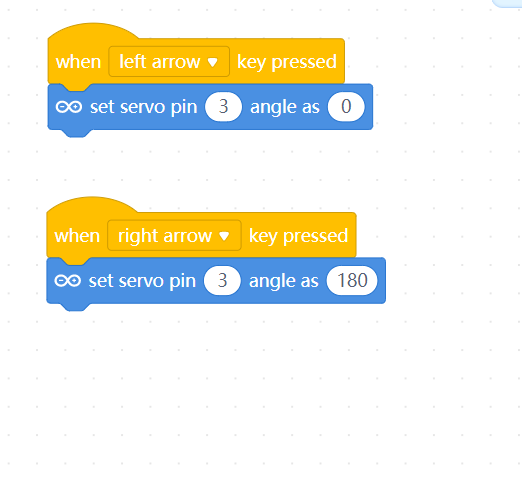 when left arrow key pressed
set servo pin 3 angle as 0
when right arrow key pressed
set servo pin 3 angle as 180